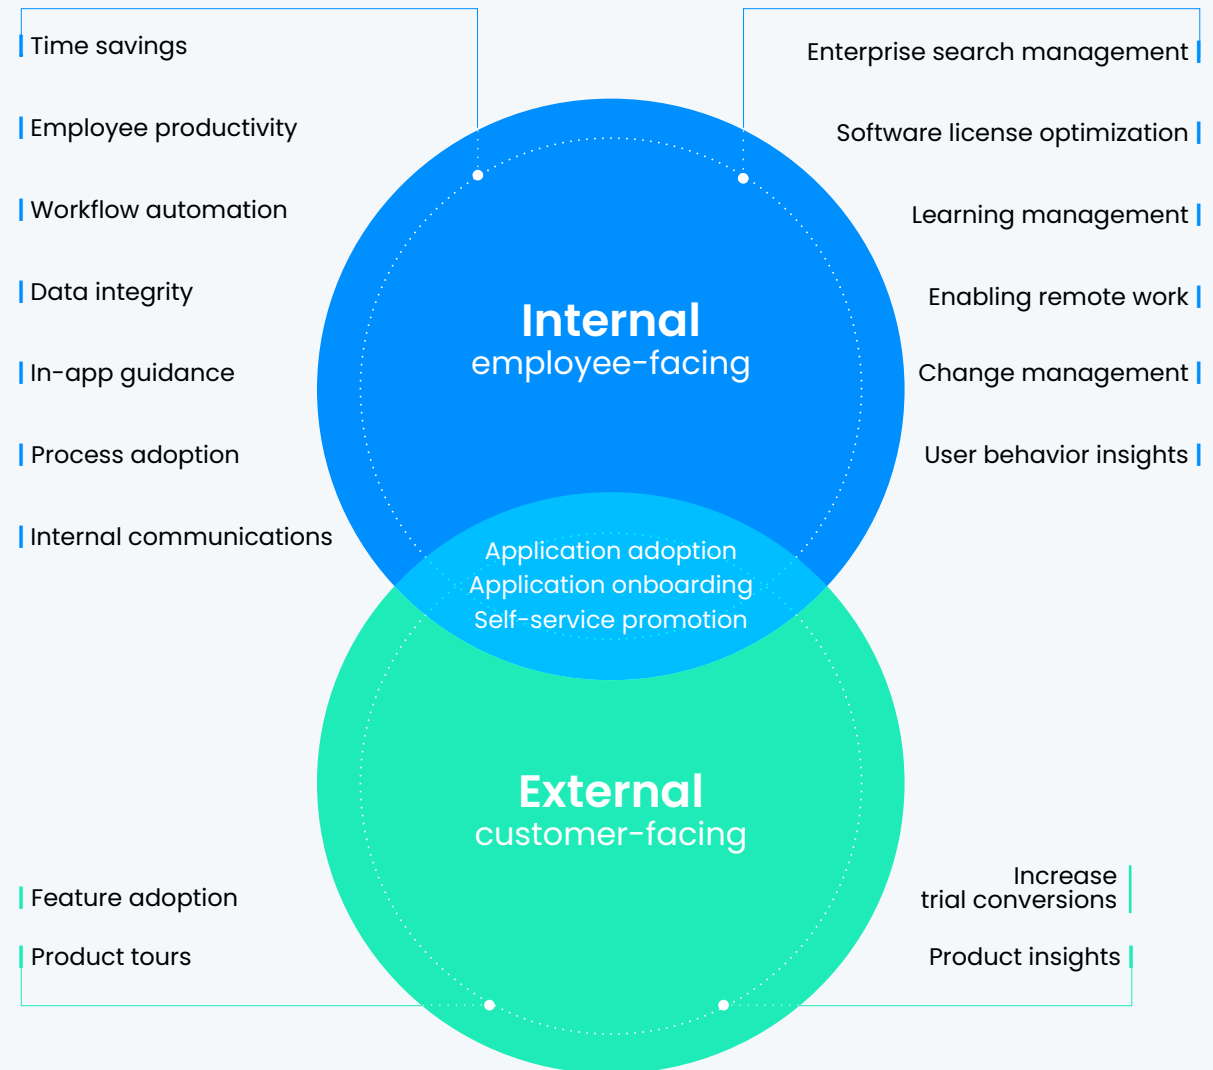 Time savings
Employee productivity
Workflow automation
Data integrity
In-app guidance
Process adoption
Internal communications
Enterprise search management
Software license optimization
Learning management
Enabling remote work
Change management
User behavior insights
Internal
employee-facing
Application adoption
Application onboarding
Self-service promotion
External
customer-facing
Feature adoption
Product tours
Increase
trial conversions
Product insights